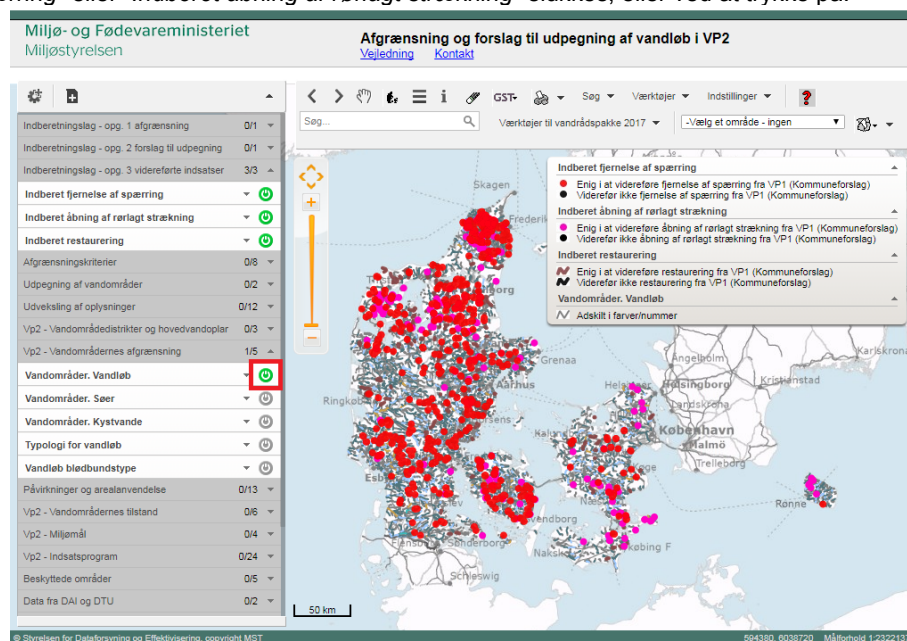 Miljø- og Fødevareministeriet
Miljøstyrelsen
Afgrænsning og forslag til udpegning af vandløb i VP2
Vejledning Kontakt
GST
Søg
Værktøjer
Indstillinger
?
Søg...
Værktøjer til vandrådspakke 2017
-Vælg et område - ingen
Indberetningslag - opg. 1 afgrænsning 0/1
Indberetningslag - opg. 2 forslag til udpegning 0/1
Indberetningslag - opg. 3 videreførte indsatser 3/3
Indberet fjernelse af spærring
Indberet åbning af rørlagt strækning
Indberet restaurering
Afgrænsningskriterier 0/8
Udpegning af vandområder 0/2
Udveksling af oplysninger 0/12
Vp2 - Vandområdedistrikter og hovedvandoplar 0/3
Vp2 - Vandområdernes afgrænsning 1/5
Vandområder. Vandløb
Vandområder. Søer
Vandområder. Kystvande
Typologi for vandløb
Vandløb blødbundstype
Påvirkninger og arealanvendelse 0/13
Vp2 - Vandområdernes tilstand 0/6
Vp2 - Miljømål 0/4
Vp2 - Indsatsprogram 0/24
Beskyttede områder 0/5
Data fra DAI og DTU 0/2
Indberet fjernelse af spærring
Enig i at videreføre fjernelse af spærring fra VP1 (Kommuneforslag)
Viderefør ikke fjernelse af spærring fra VP1 (Kommuneforslag)
Indberet åbning af rørlagt strækning
Enig i at videreføre åbning af rørlagt strækning fra VP1 (Kommuneforslag)
Viderefør ikke åbning af rørlagt strækning fra VP1 (Kommuneforslag)
Indberet restaurering
Enig i at videreføre restaurering fra VP1 (Kommuneforslag)
Viderefør ikke restaurering fra VP1 (Kommuneforslag)
Vandområder. Vandløb
Adskilt i farver/nummer
Skagen
Grenaa
Aarhus
Ängelholm
Helsingborg
Kristianstad
Karlskrona
Landskrona
København
Malmö
Trelleborg
Rønne
Schleswig
50 km
© Styrelsen for Dataforsyning og Effektivisering, copyright MST
594380, 6038720 Målforhold 1:232213